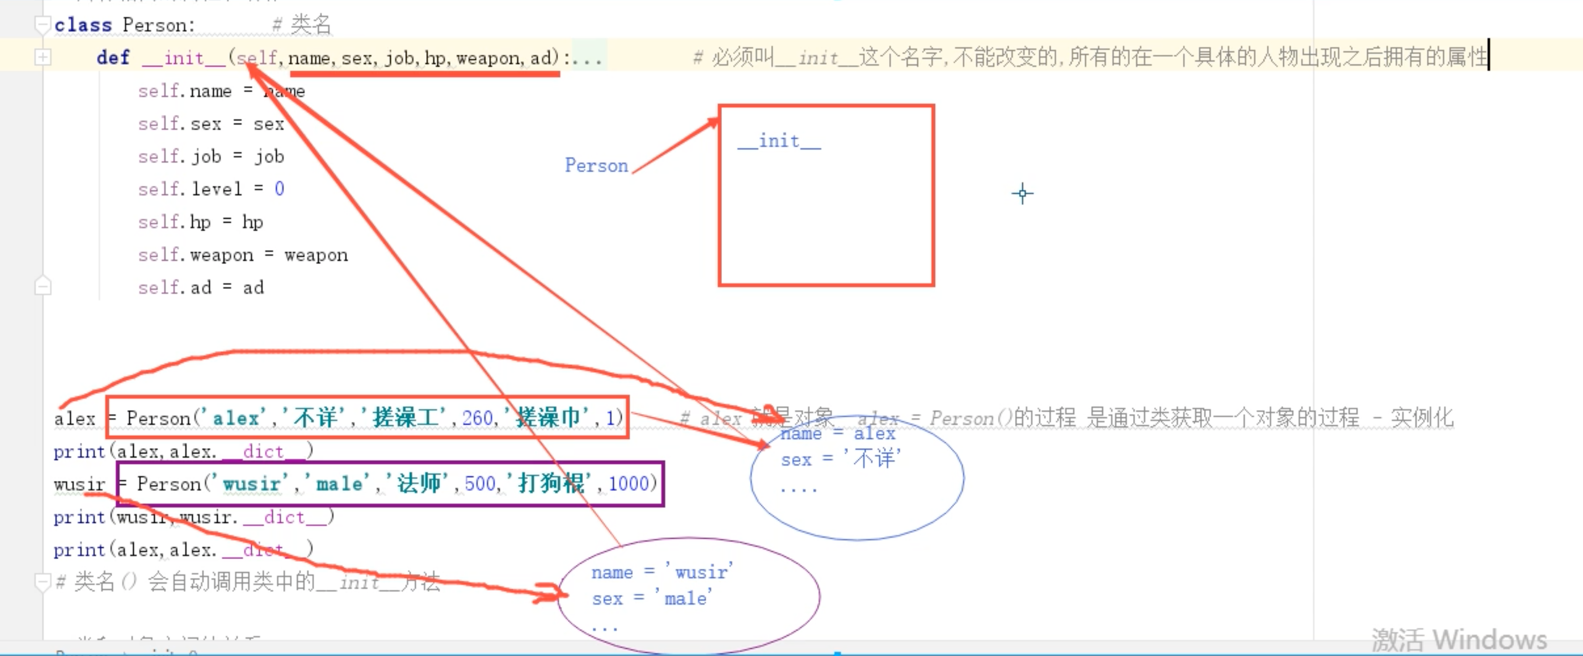 class Person:        # 类名
def __init__(self,name,sex,job,hp,weapon,ad):...        # 必须叫__init__这个名字,不能改变的,所有的在一个具体的人物出现之后拥有的属性
self.name = name
self.sex = sex
self.job = job
self.level = 0
self.hp = hp
self.weapon = weapon
self.ad = ad
__init__
Person
alex = Person('alex','不详','搓澡工',260,'搓澡巾',1)        # alex 就是对象  alex = Person()的过程 是通过类获取一个对象的过程 - 实例化
print(alex,alex.__dict__)
wusir = Person('wusir','male','法师',500,'打狗棍',1000)
print(wusir,wusir.__dict__)
print(alex,alex.__dict__)
# 类名() 会自动调用类中的__init__方法
name = alex
sex = '不详'
....
name = 'wusir'
sex = 'male'
...
激活 Windows